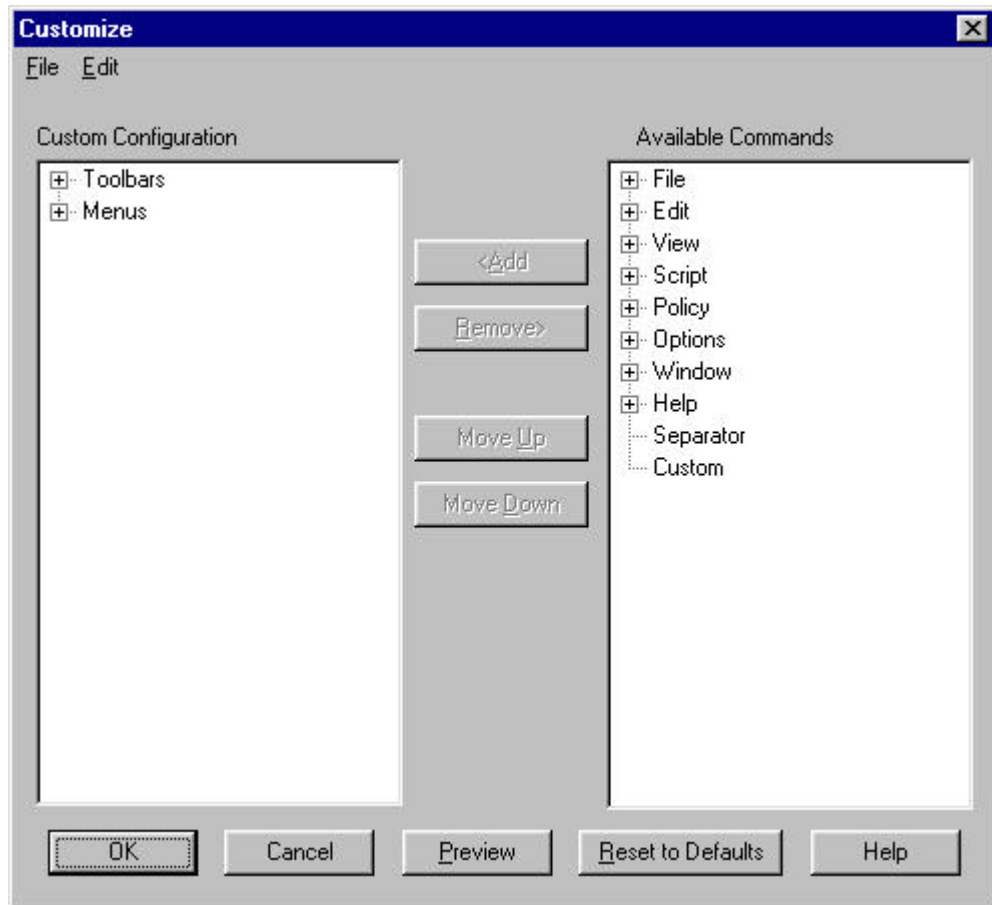 Customize
File Edit
Custom Configuration
Available Commands
Toolbars
Menus
<Add
Remove>
Move Up
Move Down
File
Edit
View
Script
Policy
Options
Window
Help
Separator
Custom
OK Cancel Preview Reset to Defaults Help